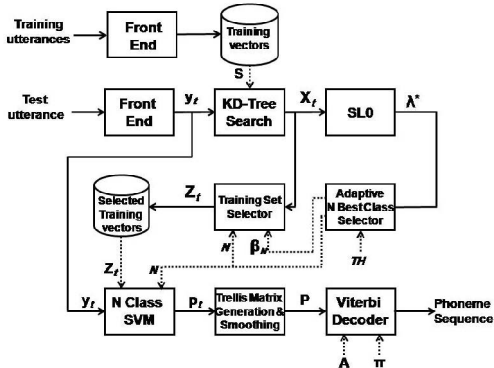 Training
utterances
Front
End
Training
vectors
S
Test
utterance
Front
End
yt
KD-Tree
Search
Xt
SL0
λ*
Selected
Training
vectors
Zt
Training Set
Selector
Adaptive
N Best Class
Selector
N
βN
TH
Zt
N
yt
N Class
SVM
pt
Trellis Matrix
Generation &
Smoothing
P
Viterbi
Decoder
Phoneme
Sequence
A
π